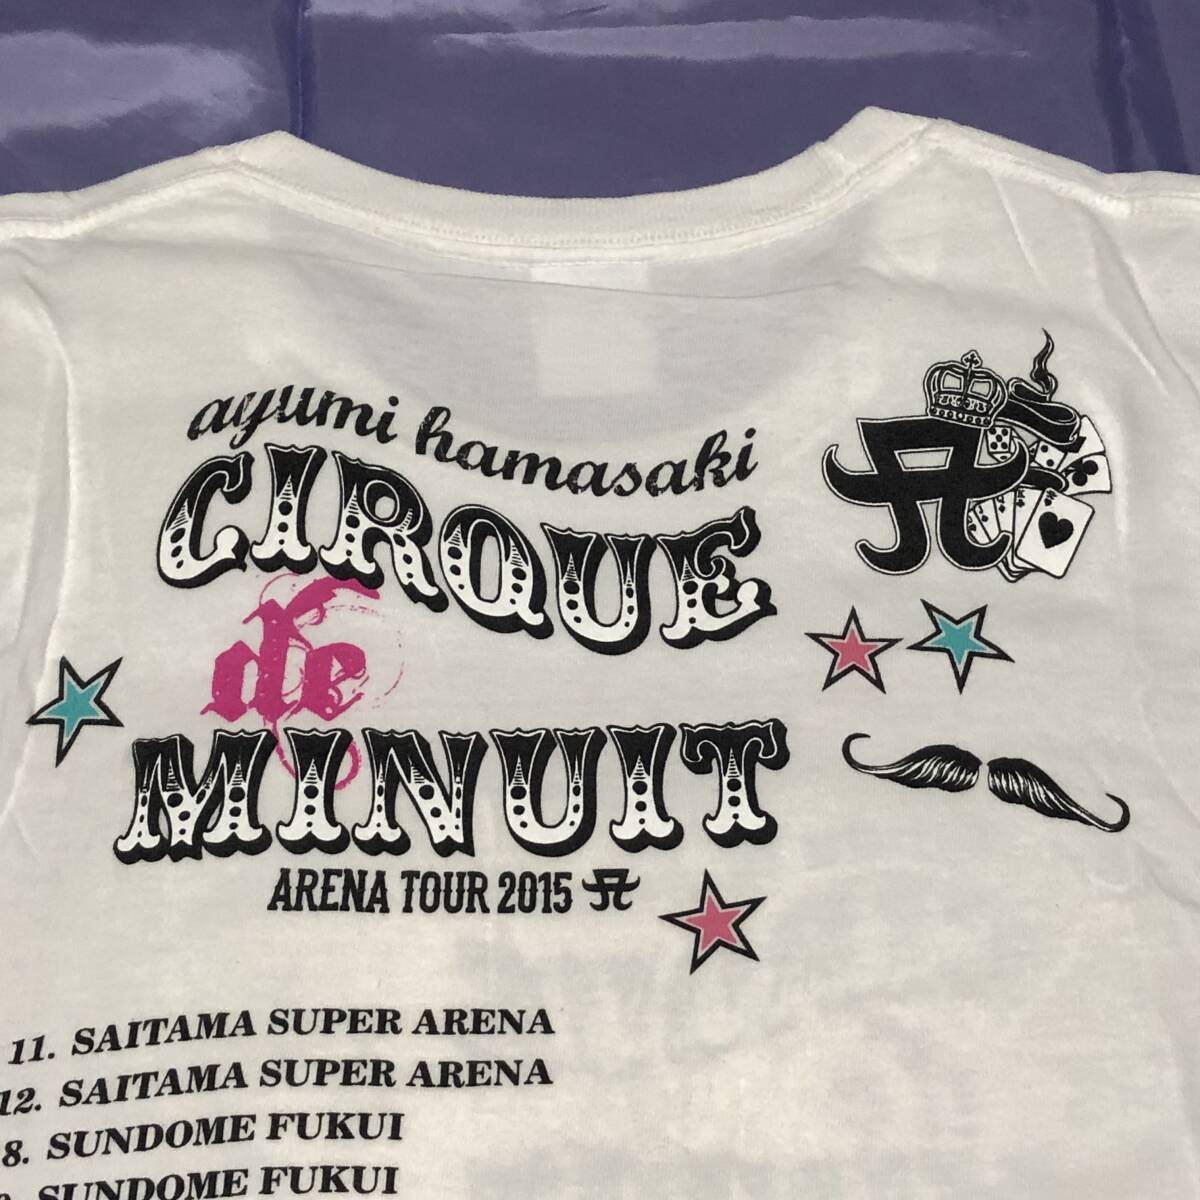 ayumi hamasaki
CIRQUE
de
MINUIT
ARENA TOUR 2015
11. SAITAMA SUPER ARENA
12. SAITAMA SUPER ARENA
8. SUNDOME FUKUI
SUNDOME FUKUI